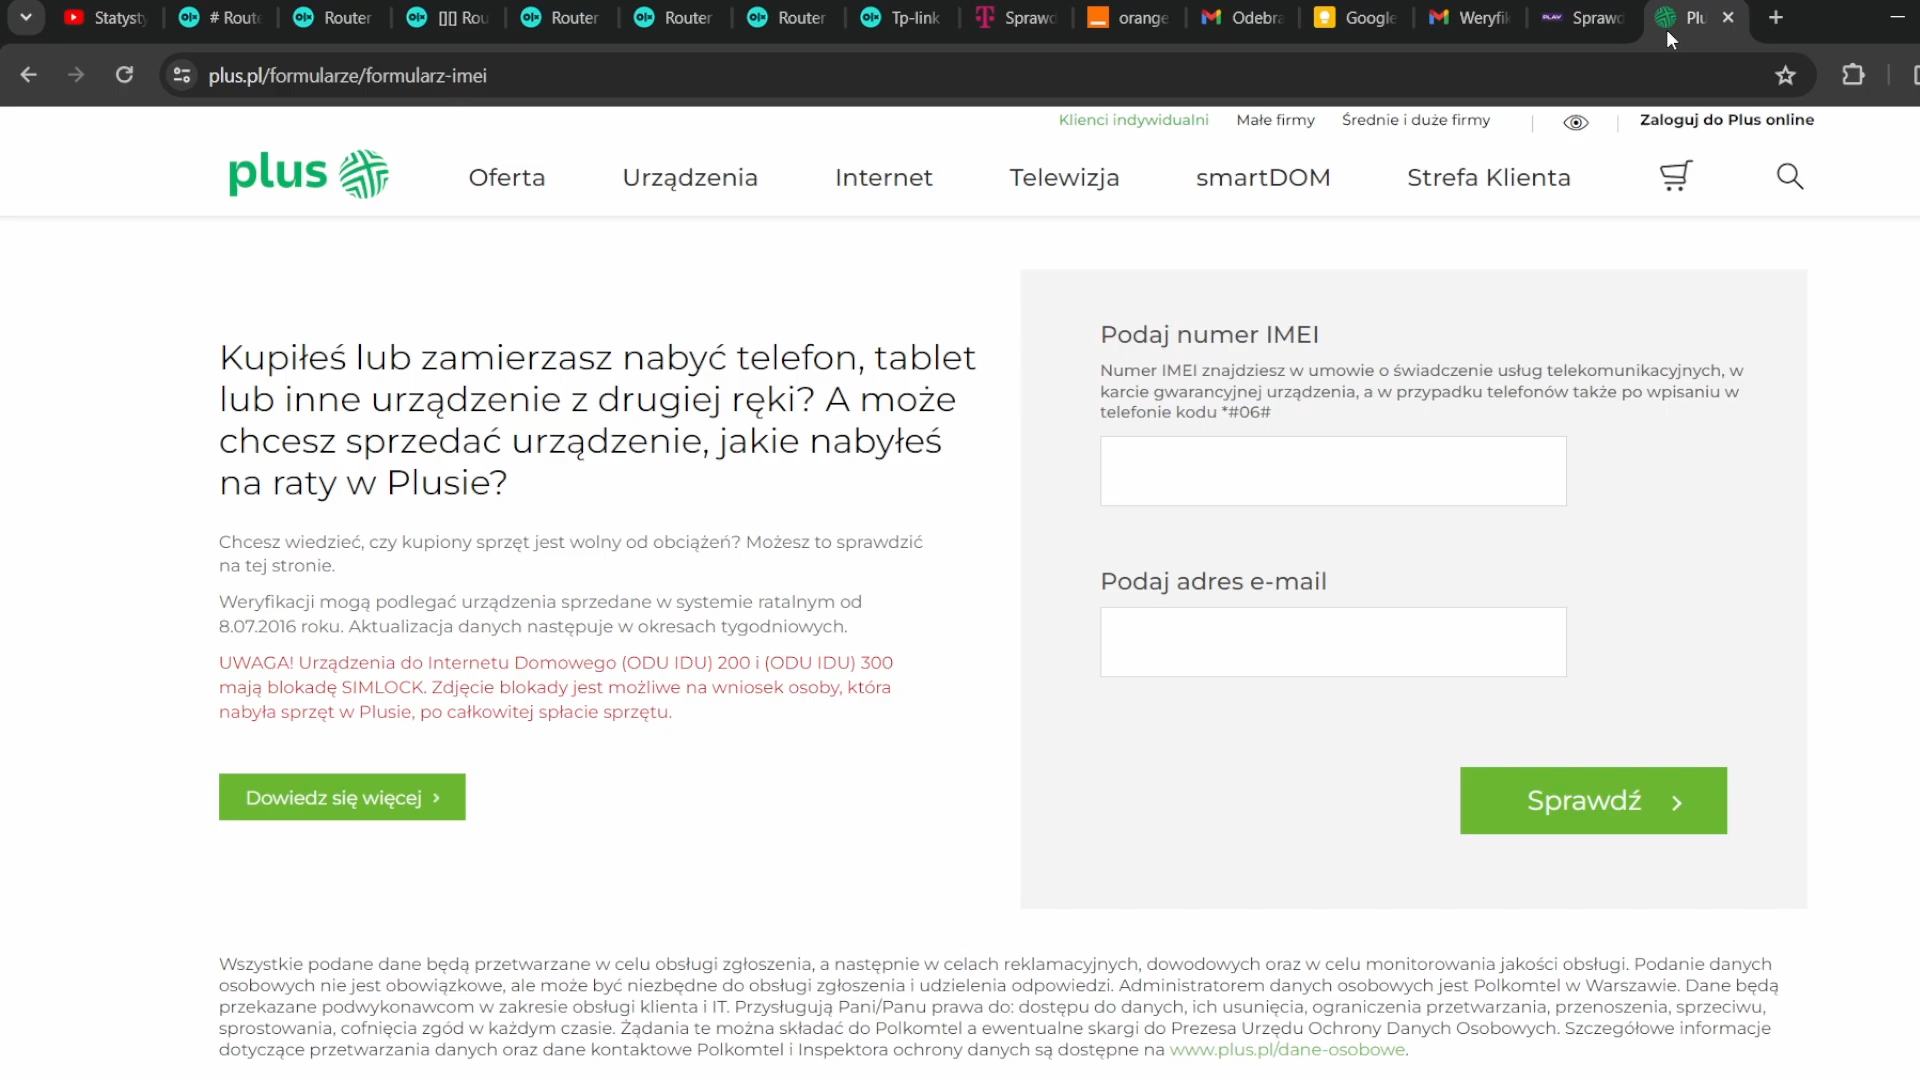 Statysty
# Route
Router
[][] Rou
Router
Router
Router
Tp-link
Sprawd
orange
Odebra
Google
Weryfik
PLAY
Sprawd
Plu
plus.pl/formularze/formularz-imei
Klienci indywidualni
Małe firmy
Średnie i duże firmy
Zaloguj do Plus online
plus
Oferta
Urządzenia
Internet
Telewizja
smartDOM
Strefa Klienta
Kupiłeś lub zamierzasz nabyć telefon, tablet
lub inne urządzenie z drugiej ręki? A może
chcesz sprzedać urządzenie, jakie nabyłeś
na raty w Plusie?
Chcesz wiedzieć, czy kupiony sprzęt jest wolny od obciążeń? Możesz to sprawdzić
na tej stronie.
Weryfikacji mogą podlegać urządzenia sprzedane w systemie ratalnym od
8.07.2016 roku. Aktualizacja danych następuje w okresach tygodniowych.
UWAGA! Urządzenia do Internetu Domowego (ODU IDU) 200 i (ODU IDU) 300
mają blokadę SIMLOCK. Zdjęcie blokady jest możliwe na wniosek osoby, która
nabyła sprzęt w Plusie, po całkowitej spłacie sprzętu.
Dowiedz się więcej
Podaj numer IMEI
Numer IMEI znajdziesz w umowie o świadczenie usług telekomunikacyjnych, w
karcie gwarancyjnej urządzenia, a w przypadku telefonów także po wpisaniu w
telefonie kodu *#06#
Podaj adres e-mail
Sprawdź
Wszystkie podane dane będą przetwarzane w celu obsługi zgłoszenia, a następnie w celach reklamacyjnych, dowodowych oraz w celu monitorowania jakości obsługi. Podanie danych
osobowych nie jest obowiązkowe, ale może być niezbędne do obsługi zgłoszenia i udzielenia odpowiedzi. Administratorem danych osobowych jest Polkomtel w Warszawie. Dane będą
przekazane podwykonawcom w zakresie obsługi klienta i IT. Przysługują Pani/Panu prawa do: dostępu do danych, ich usunięcia, ograniczenia przetwarzania, przenoszenia, sprzeciwu,
sprostowania, cofnięcia zgód w każdym czasie. Żądania te można składać do Polkomtel a ewentualne skargi do Prezesa Urzędu Ochrony Danych Osobowych. Szczegółowe informacje
dotyczące przetwarzania danych oraz dane kontaktowe Polkomtel i Inspektora ochrony danych są dostępne na www.plus.pl/dane-osobowe.